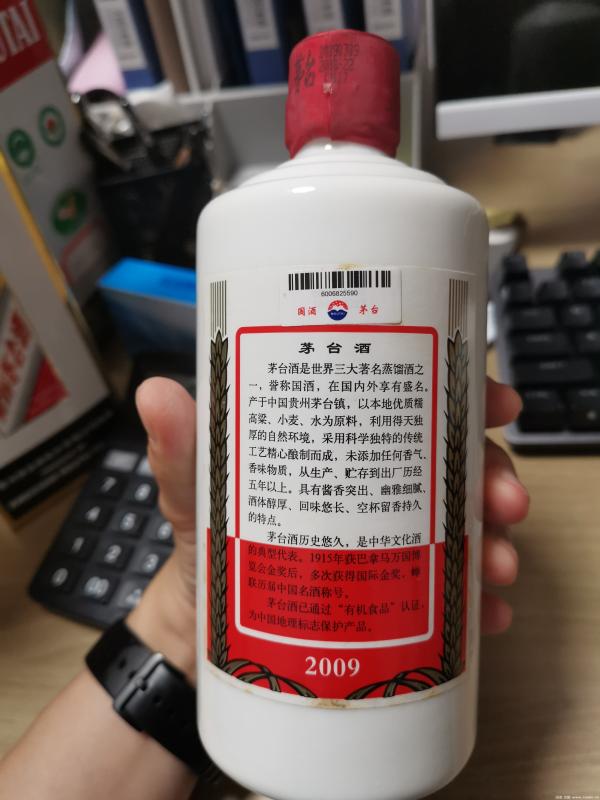 TAI
茅台
6006825590
国酒 茅台
茅台酒
茅台酒是世界三大著名蒸馏酒之
一，誉称国酒，在国内外享有盛名。
产于中国贵州茅台镇，以本地优质糯
高粱、小麦、水为原料，利用得天独
厚的自然环境，采用科学独特的传统
工艺精心酿制而成，未添加任何香气、
香味物质，从生产、贮存到出厂历经
五年以上。具有酱香突出、幽雅细腻、
酒体醇厚、回味悠长、空杯留香持久
的特点。
茅台酒历史悠久，是中华文化酒
的典型代表。1915年获巴拿马万国博
览会金奖后，多次获得国际金奖，蝉
联历届中国名酒称号。
茅台酒已通过“有机食品”认证，
为中国地理标志保护产品。
2009